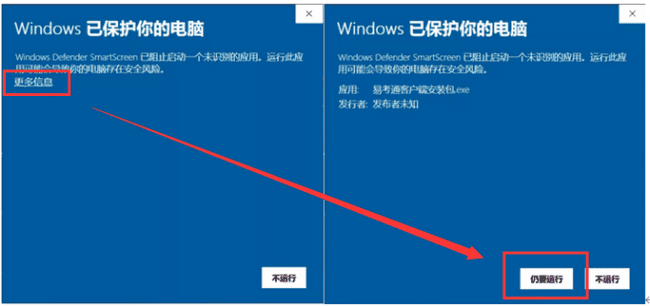 Windows 已保护你的电脑
Windows Defender SmartScreen 已阻止启动一个未识别的应用。运行此应
用可能会导致你的电脑存在安全风险。
更多信息
不运行
Windows 已保护你的电脑
Windows Defender SmartScreen 已阻止启动一个未识别的应用。运行此应
用可能会导致你的电脑存在安全风险。
应用: 易考通客户端安装包.exe
发行者: 发布者未知
仍要运行
不运行